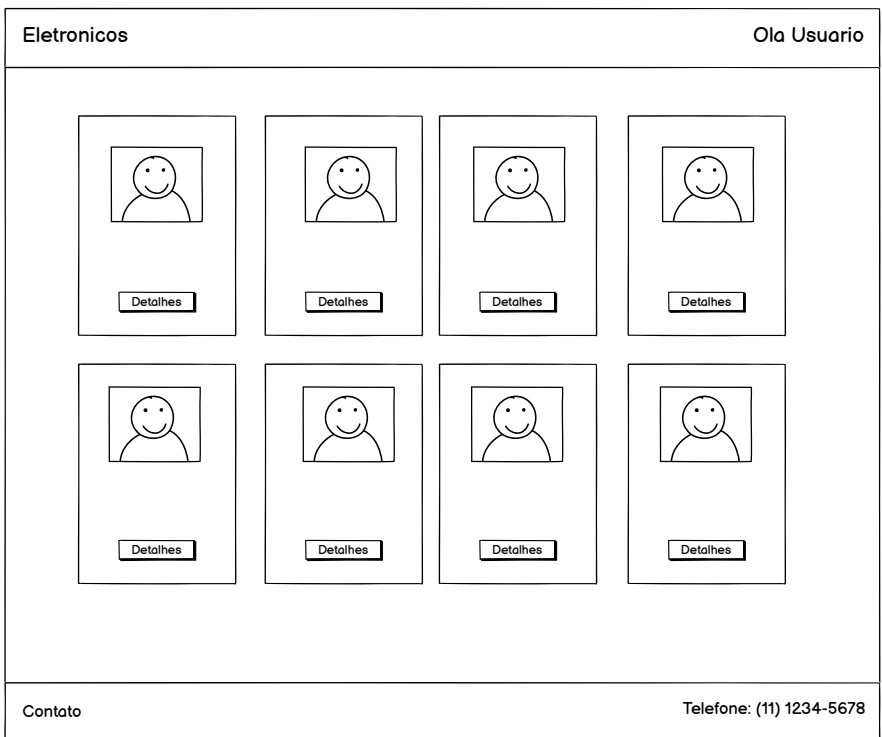 Eletronicos
Ola Usuario
Detalhes
Detalhes
Detalhes
Detalhes
Detalhes
Detalhes
Detalhes
Detalhes
Contato
Telefone: (11) 1234-5678